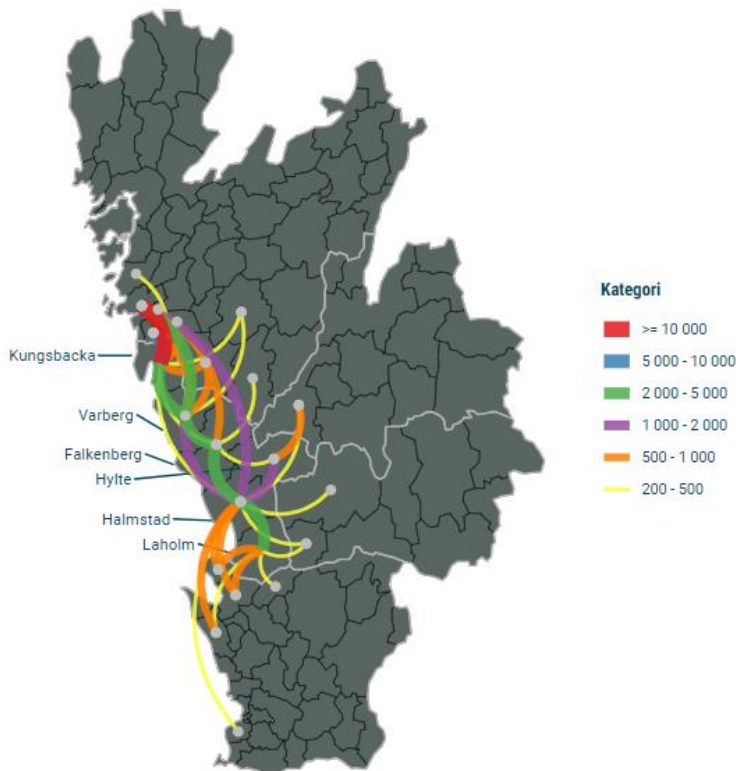 Kungsbacka
Varberg
Falkenberg
Hylte
Halmstad
Laholm
Kategori
>= 10 000
5 000 - 10 000
2 000 - 5 000
1 000 - 2 000
500 - 1 000
200 - 500